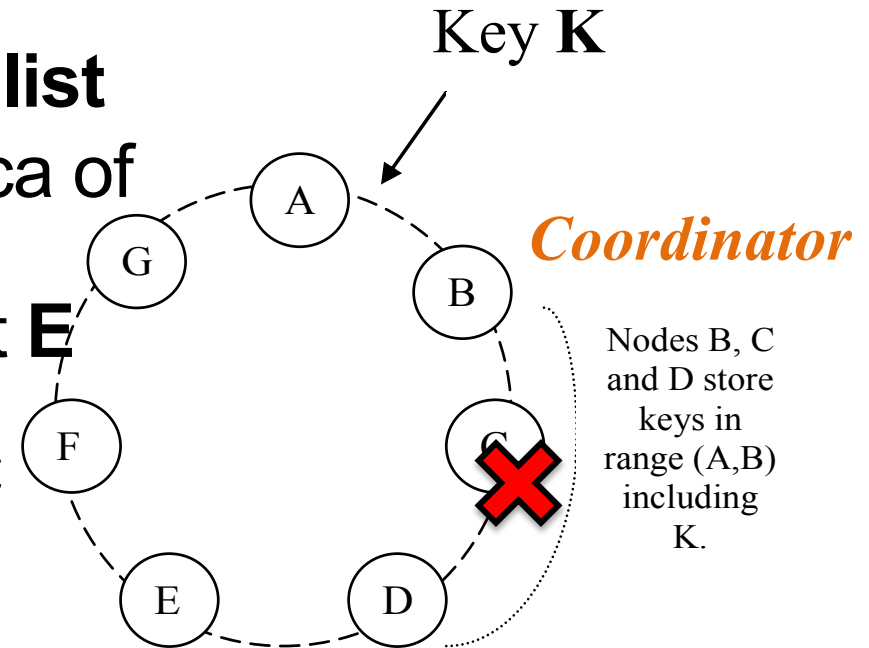 Key K
list
ca of
A
G
Coordinator
B
t E
Nodes B, C
and D store
keys in
F
range (A,B)
including
K.
E
D